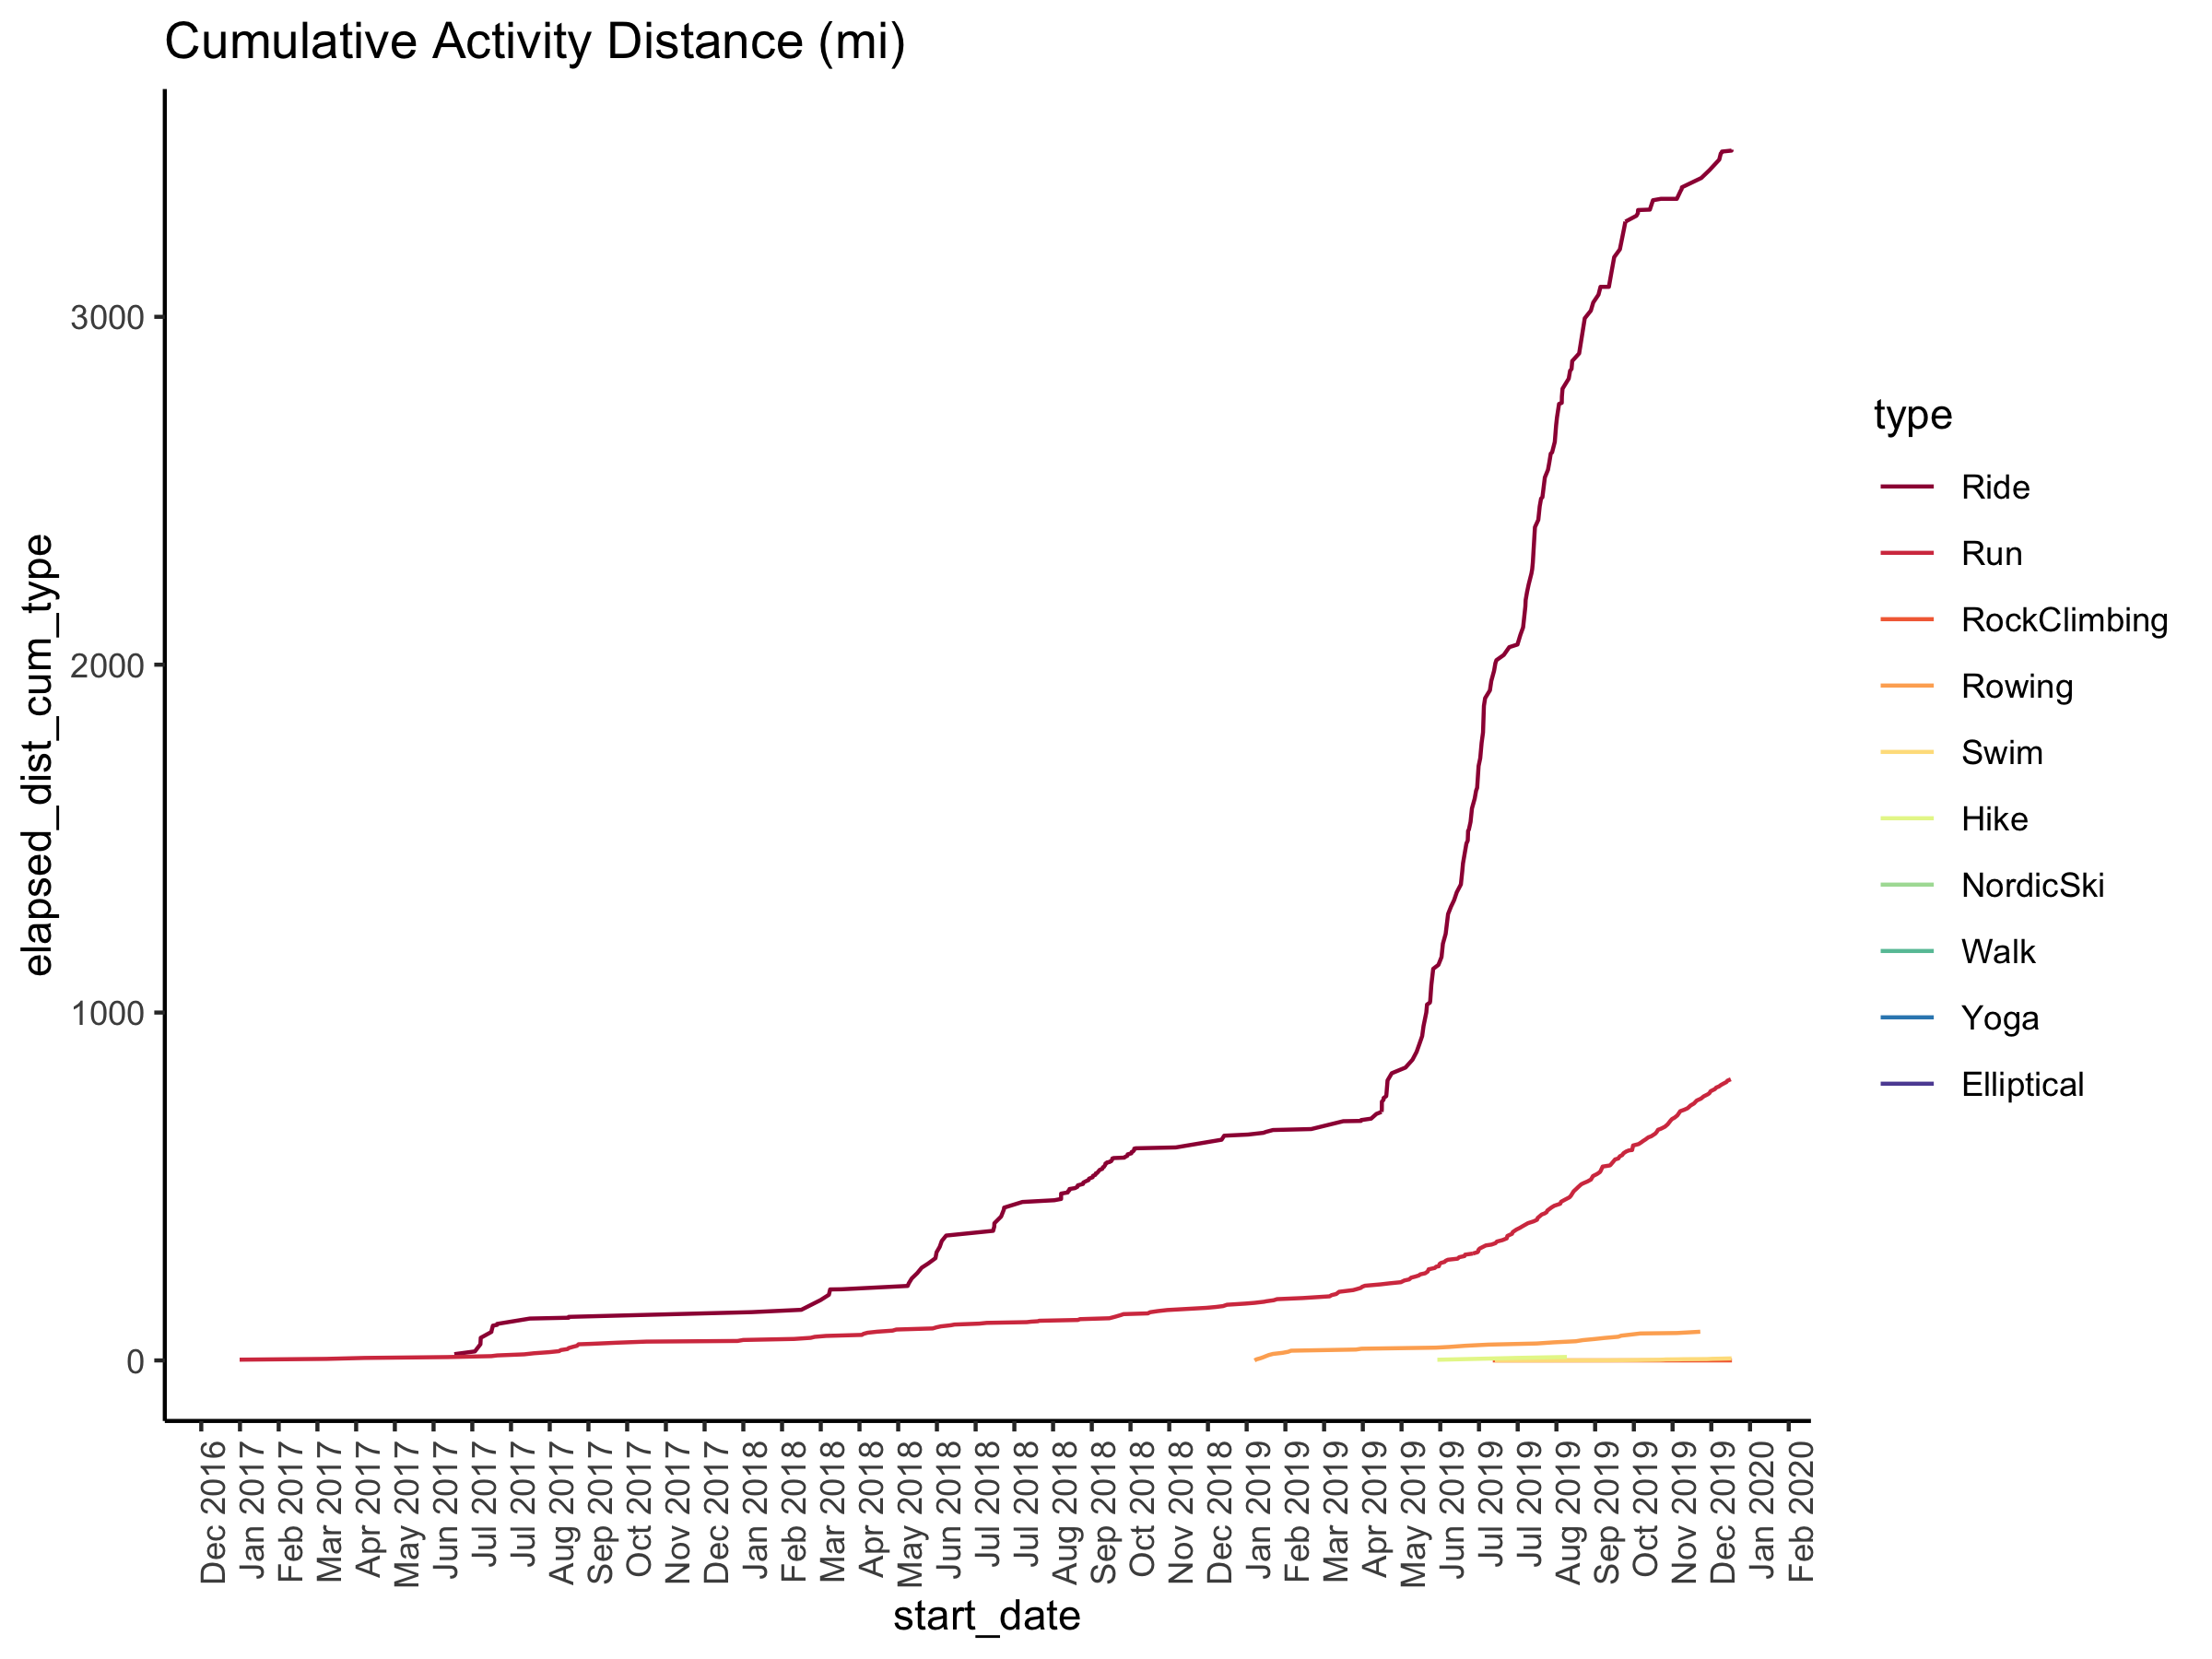 Cumulative Activity Distance (mi)
elapsed_dist_cum_type
3000
2000
1000
0
Dec 2016
Jan 2017
Feb 2017
Mar 2017
Apr 2017
May 2017
Jun 2017
Jul 2017
Jul 2017
Aug 2017
Sep 2017
Oct 2017
Nov 2017
Dec 2017
Jan 2018
Feb 2018
Mar 2018
Apr 2018
May 2018
Jun 2018
Jul 2018
Jul 2018
Aug 2018
Sep 2018
Oct 2018
Nov 2018
Dec 2018
Jan 2019
Feb 2019
Mar 2019
Apr 2019
May 2019
Jun 2019
Jul 2019
Jul 2019
Aug 2019
Sep 2019
Oct 2019
Nov 2019
Dec 2019
Jan 2020
Feb 2020
start_date
type
Ride
Run
RockClimbing
Rowing
Swim
Hike
NordicSki
Walk
Yoga
Elliptical